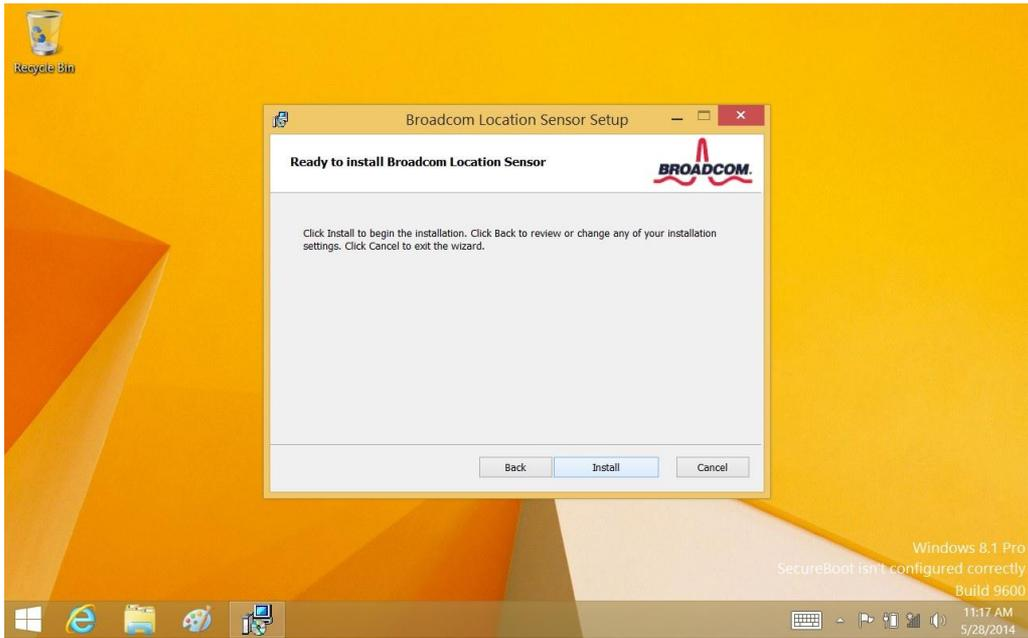 Recycle Bin
Broadcom Location Sensor Setup
Ready to install Broadcom Location Sensor
BROADCOM.
Click Install to begin the installation. Click Back to review or change any of your installation
settings. Click Cancel to exit the wizard.
Back
Install
Cancel
Windows 8.1 Pro
SecureBoot isn't configured correctly
Build 9600
11:17 AM
5/28/2014